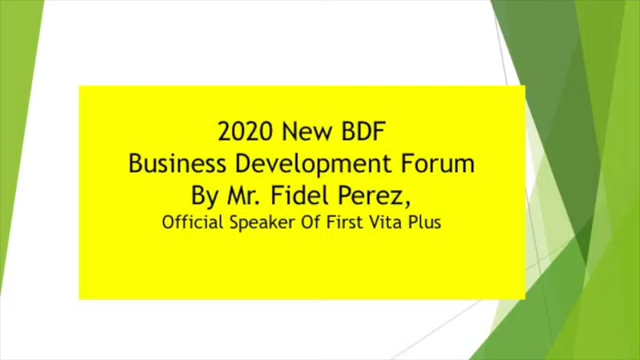 2020 New BDF
Business Development Forum
By Mr. Fidel Perez,
Official Speaker Of First Vita Plus